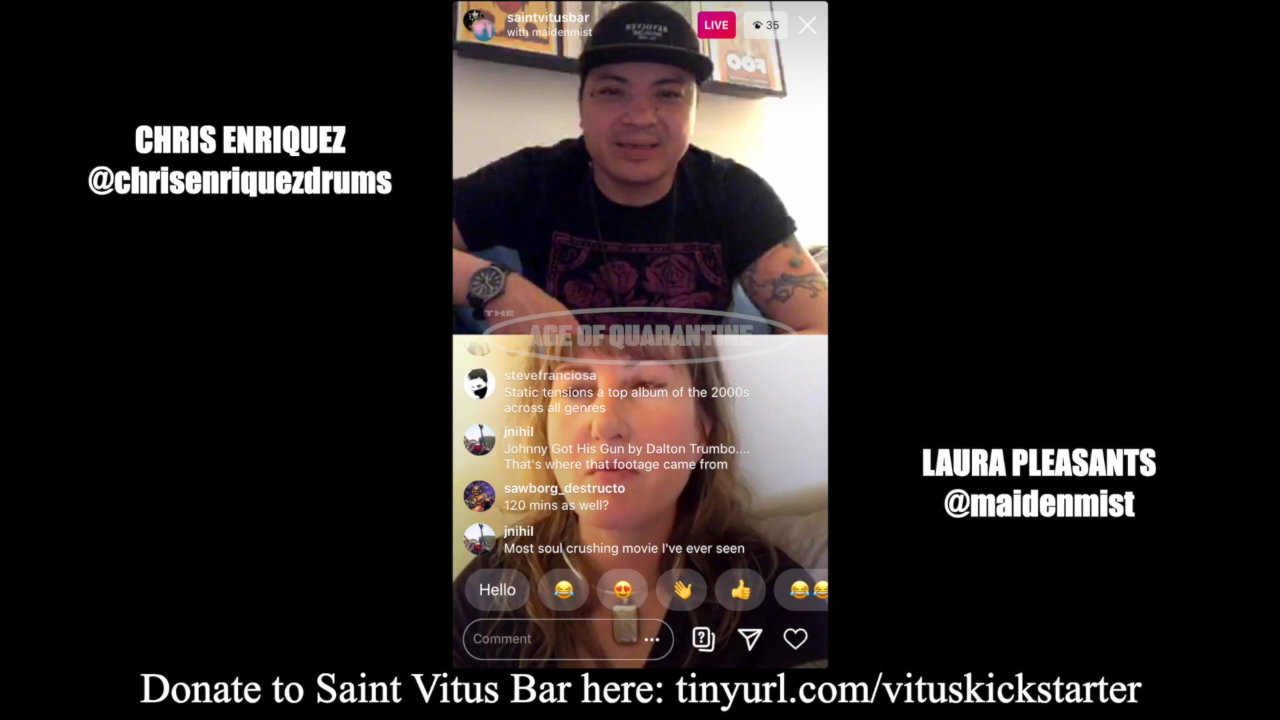 saintvitusbar
with maidenmist
LIVE
35
CHRIS ENRIQUEZ
@chrisenriquezdrums
THE
AGE OF QUARANTINE
stevefranciosa
Static tensions a top album of the 2000s
across all genres
jnihil
Johnny Got His Gun by Dalton Trumbo....
That's where that footage came from
sawborg_destructo
120 mins as well?
jnihil
Most soul crushing movie I've ever seen
LAURA PLEASANTS
@maidenmist
Hello
Comment
Donate to Saint Vitus Bar here: tinyurl.com/vituskickstarter